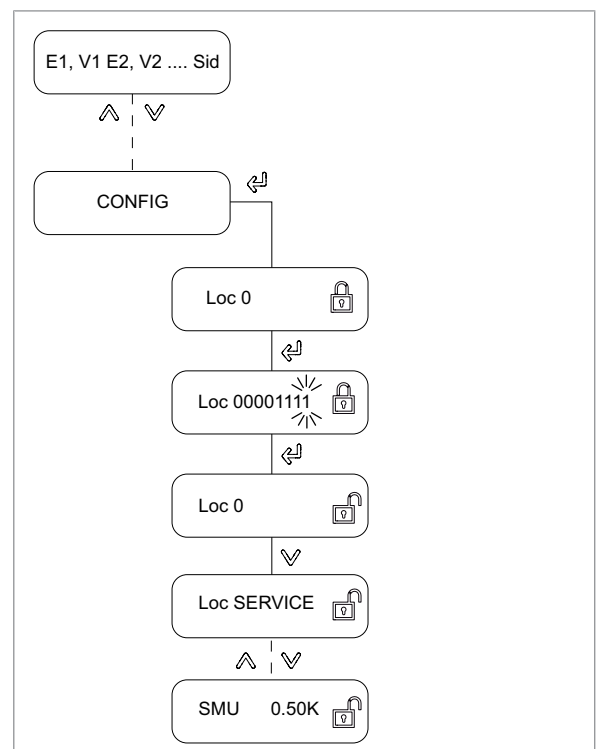 E1, V1 E2, V2 .... Sid
CONFIG
Loc 0
Loc 00001111
Loc 0
Loc SERVICE
SMU 0.50K